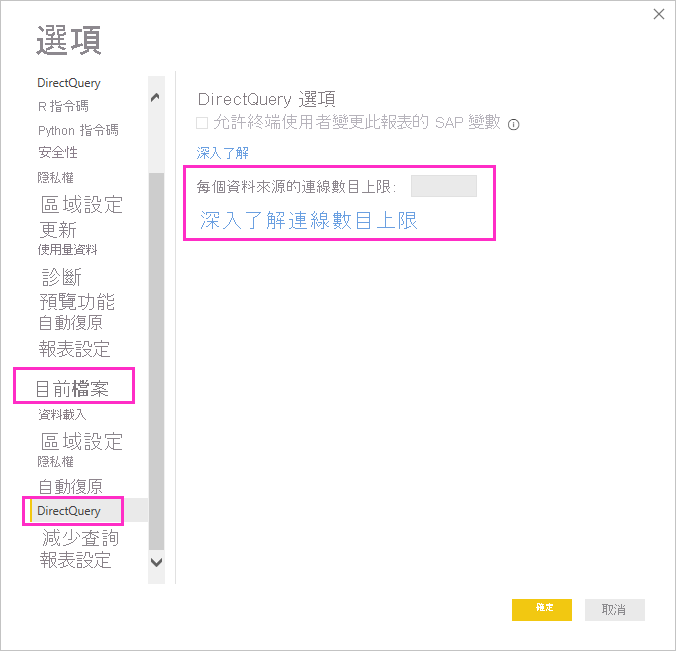 選項
DirectQuery
R 指令碼
Python 指令碼
安全性
隱私權
區域設定
更新
使用量資料
診斷
預覽功能
自動復原
報表設定
目前檔案
資料載入
區域設定
隱私權
自動復原
DirectQuery
減少查詢
報表設定
DirectQuery 選項
允許終端使用者變更此報表的 SAP 變數
深入了解
每個資料來源的連線數目上限:
深入了解連線數目上限
確定
取消